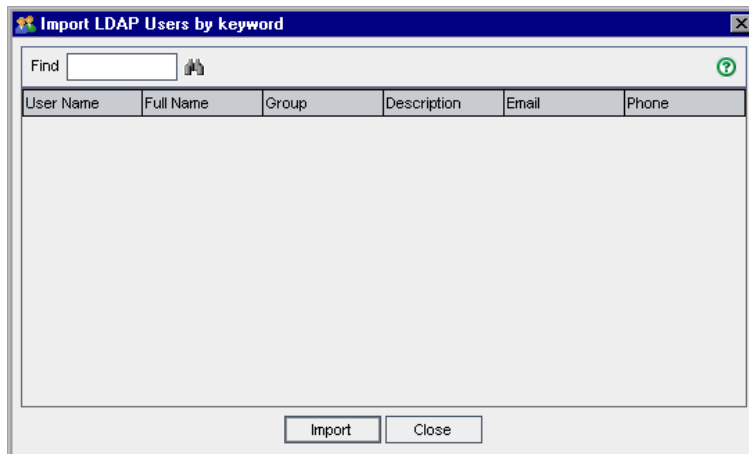 Import LDAP Users by keyword
Find
User Name Full Name Group Description Email Phone
Import Close